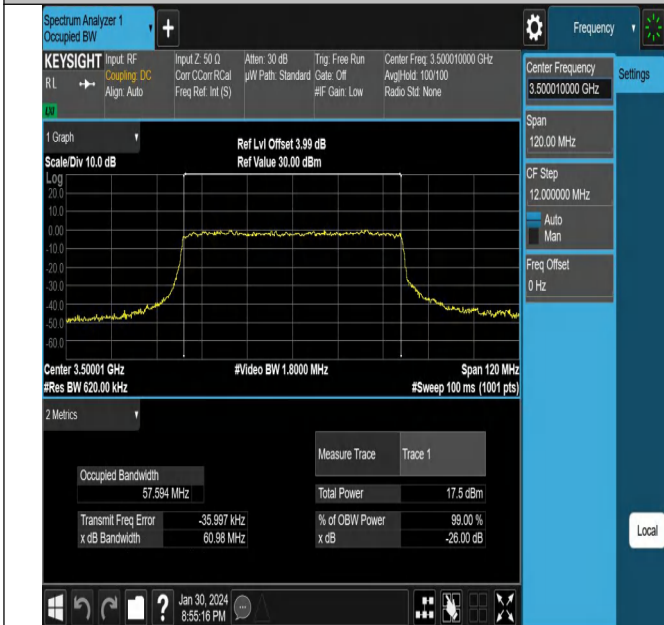 Spectrum Analyzer 1
Occupied BW
+
Frequency
KEYSIGHT
RL
LXI
Input: RF
Coupling: DC
Align: Auto
Input Z: 50 Ω
Corr CCorr RCal
Freq Ref: Int (S)
Atten: 30 dB
µW Path: Standard
Trig: Free Run
Gate: Off
#IF Gain: Low
Center Freq: 3.500010000 GHz
Avg|Hold: 100/100
Radio Std: None
Center Frequency
3.500010000 GHz
Settings
Span
120.00 MHz
CF Step
12.000000 MHz
Auto
Man
Freq Offset
0 Hz
1 Graph
Scale/Div 10.0 dB
Ref Lvl Offset 3.99 dB
Ref Value 30.00 dBm
Log
20.0
10.0
0.00
-10.0
-20.0
-30.0
-40.0
-50.0
-60.0
Center 3.50001 GHz
#Video BW 1.8000 MHz
Span 120 MHz
#Res BW 620.00 kHz
#Sweep 100 ms (1001 pts)
2 Metrics
Measure Trace
Trace 1
Occupied Bandwidth
57.594 MHz
Total Power
17.5 dBm
Transmit Freq Error
-35.997 kHz
% of OBW Power
99.00 %
x dB Bandwidth
60.98 MHz
x dB
-26.00 dB
Local
?
Jan 30, 2024
8:55:16 PM